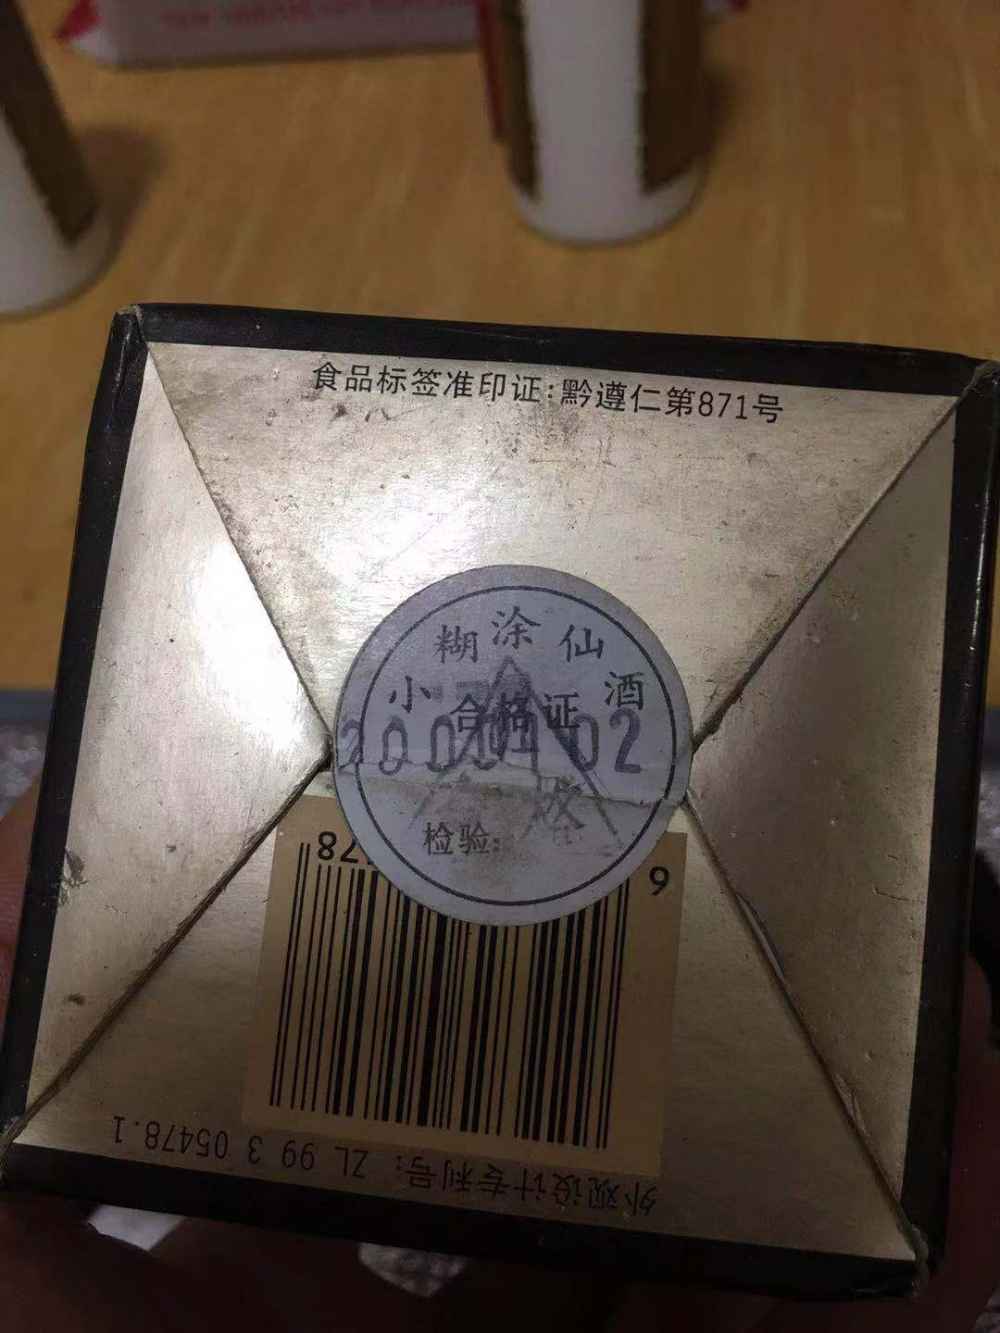 食品标签准印证:黔遵仁第871号
小糊涂仙酒
合格证
检验:
6
外观设计专利号: ZL 99 3 05478.1